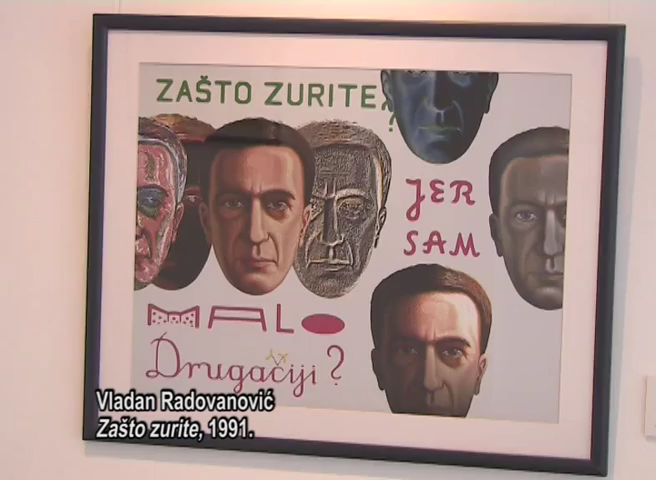 ZAŠTO ZURITE?
JER
SAM
MALO
Drugačiji?
Vladan Radovanović
Zašto zurite, 1991.